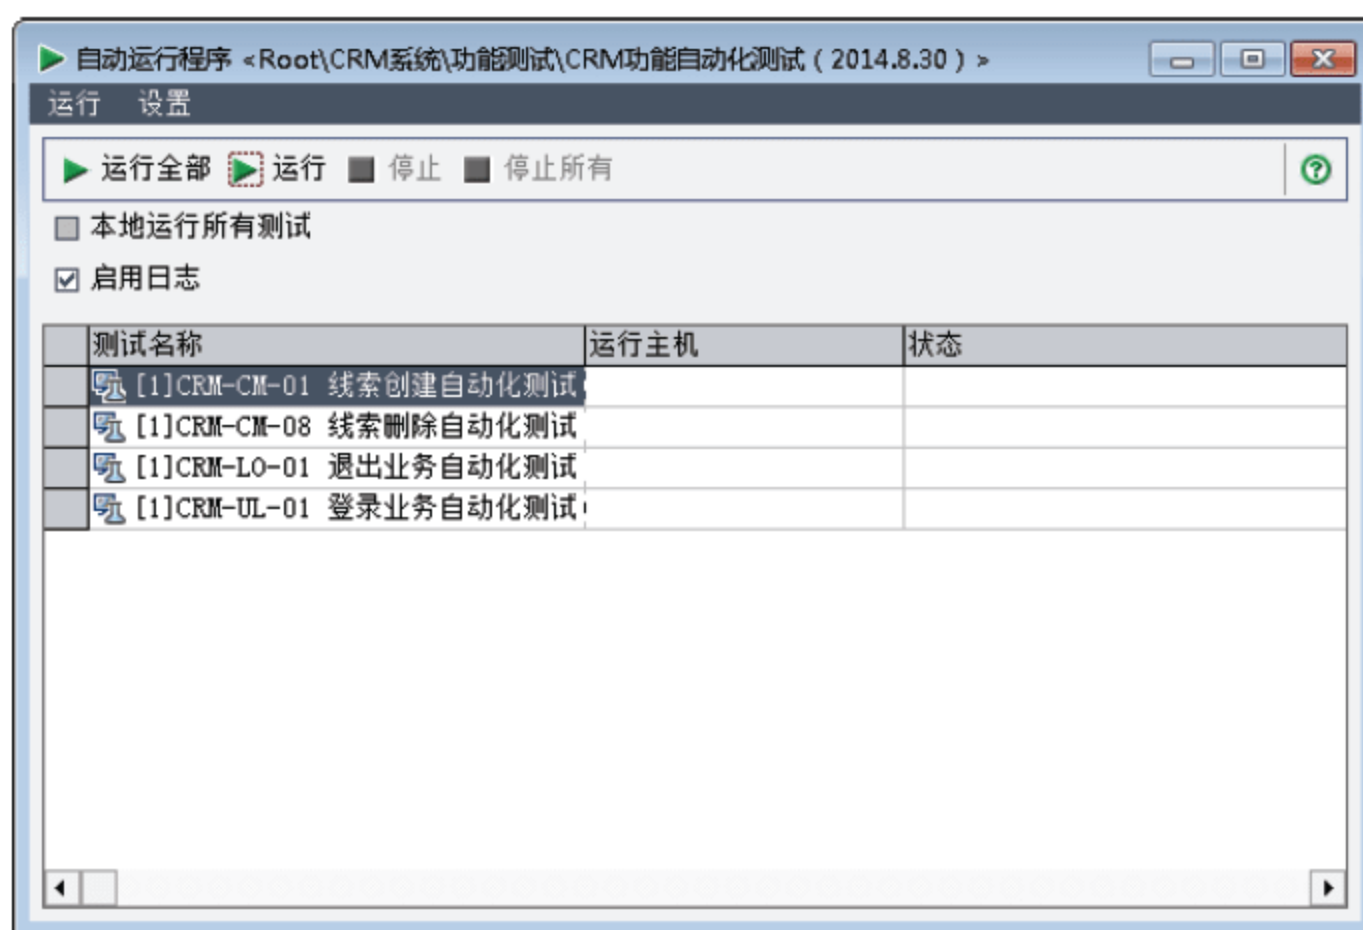 自动运行程序 <Root\CRM系统\功能测试\CRM功能自动化测试（2014.8.30）>
运行 设置
运行全部 运行 停止 停止所有
本地运行所有测试
启用日志
测试名称 运行主机 状态
[1]CRM-CM-01 线索创建自动化测试
[1]CRM-CM-08 线索删除自动化测试
[1]CRM-LO-01 退出业务自动化测试
[1]CRM-UL-01 登录业务自动化测试